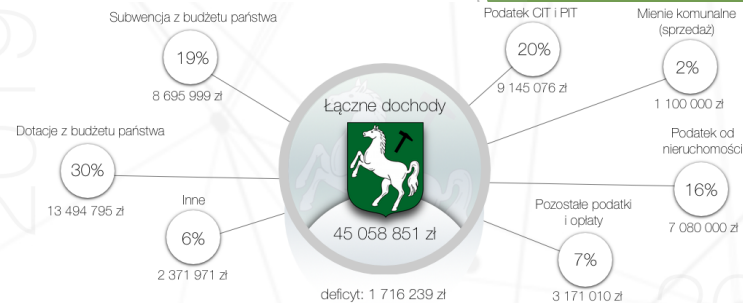 Subwencja z budżetu państwa
19%
8 695 999 zł
Podatek CIT i PIT
20%
9 145 076 zł
Mienie komunalne
(sprzedaż)
2%
1 100 000 zł
Łączne dochody
45 058 851 zł
deficyt: 1 716 239 zł
Dotacje z budżetu państwa
30%
13 494 795 zł
Inne
6%
2 371 971 zł
Podatek od
nieruchomości
16%
7 080 000 zł
Pozostałe podatki
i opłaty
7%
3 171 010 zł